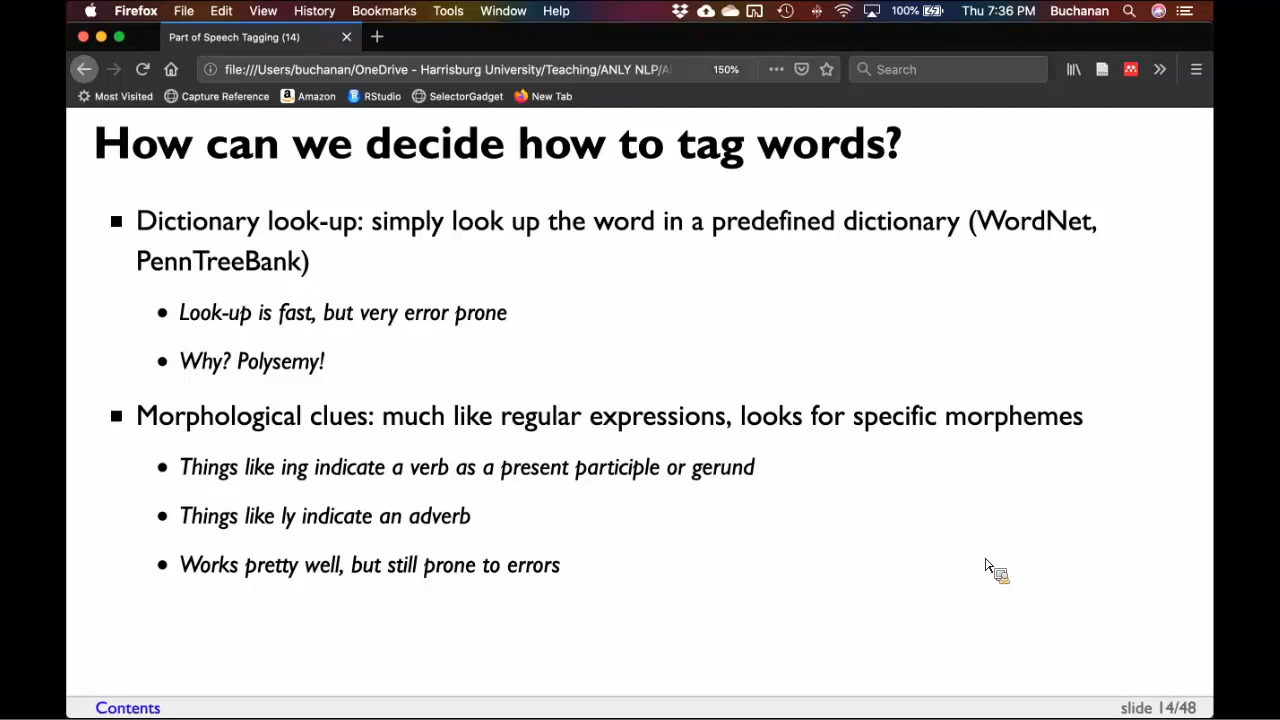 Firefox File Edit View History Bookmarks Tools Window Help 100% Thu 7:36 PM Buchanan
Part of Speech Tagging (14)
file:///Users/buchanan/OneDrive - Harrisburg University/Teaching/ANLY NLP/A 150% Search
Most Visited Capture Reference Amazon RStudio SelectorGadget New Tab
How can we decide how to tag words?
Dictionary look-up: simply look up the word in a predefined dictionary (WordNet,
PennTreeBank)
Look-up is fast, but very error prone
Why? Polysemy!
Morphological clues: much like regular expressions, looks for specific morphemes
Things like ing indicate a verb as a present participle or gerund
Things like ly indicate an adverb
Works pretty well, but still prone to errors
Contents slide 14/48